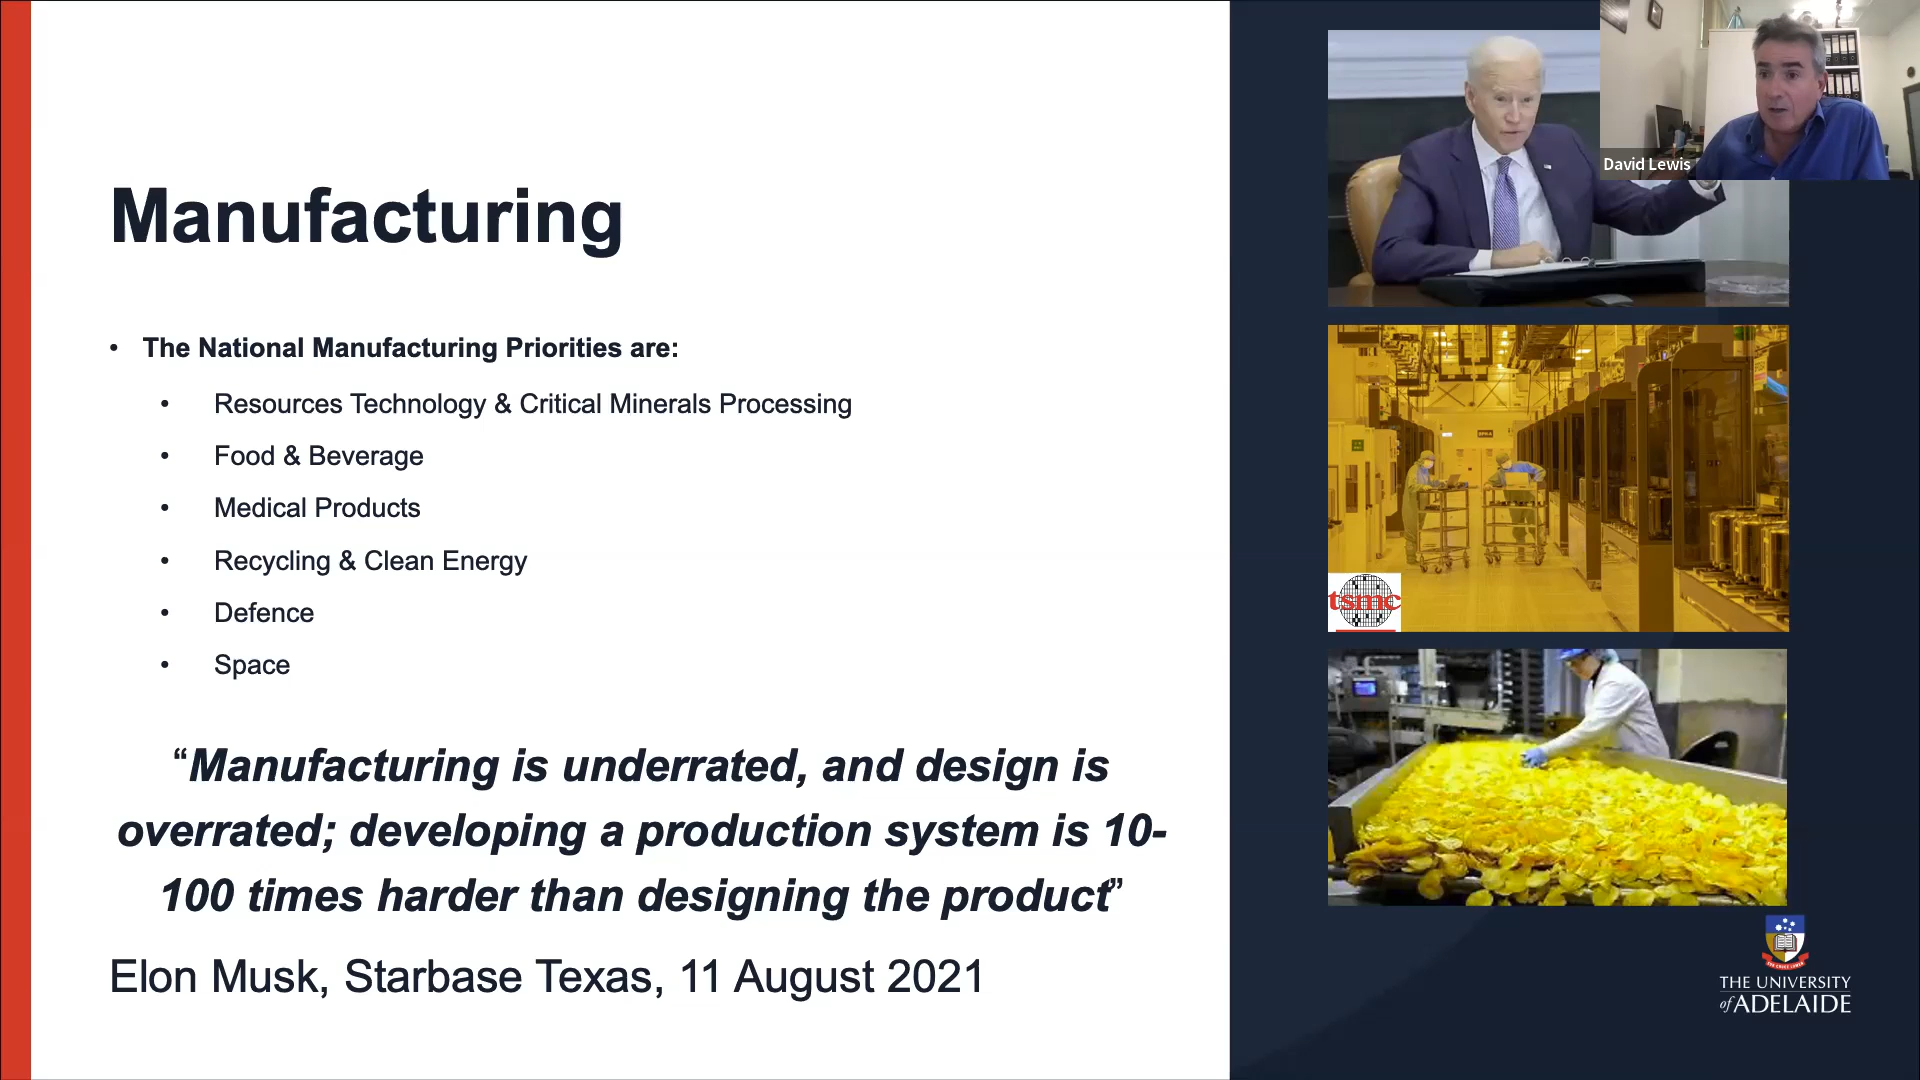 Manufacturing
• The National Manufacturing Priorities are:
• Resources Technology & Critical Minerals Processing
• Food & Beverage
• Medical Products
• Recycling & Clean Energy
• Defence
• Space
“Manufacturing is underrated, and design is
overrated; developing a production system is 10-
100 times harder than designing the product”
Elon Musk, Starbase Texas, 11 August 2021
David Lewis
tsmc
THE UNIVERSITY
of ADELAIDE